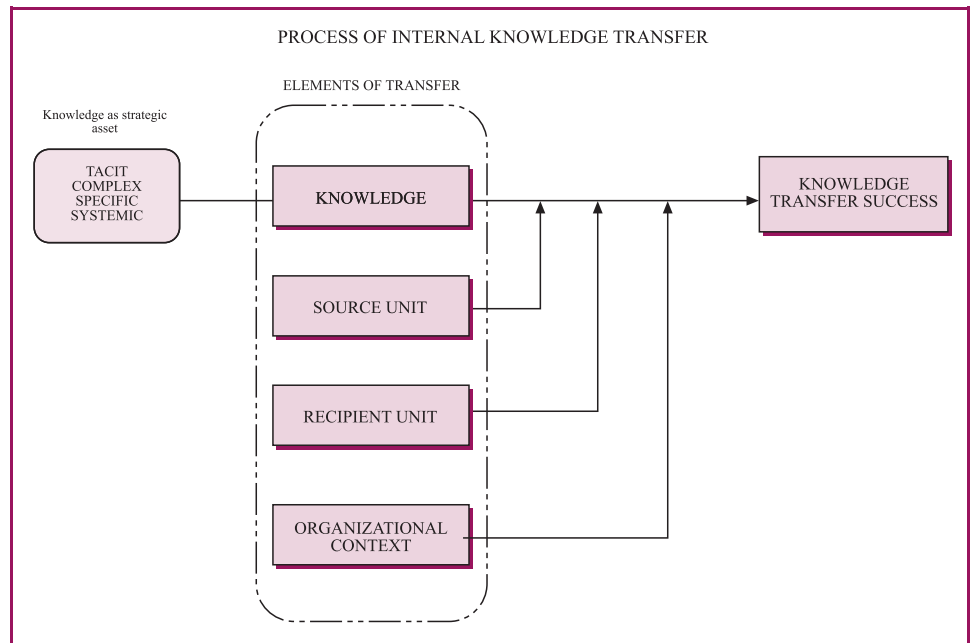 PROCESS OF INTERNAL KNOWLEDGE TRANSFER
ELEMENTS OF TRANSFER
Knowledge as strategic
asset
TACIT
COMPLEX
SPECIFIC
SYSTEMIC
KNOWLEDGE
KNOWLEDGE
TRANSFER SUCCESS
SOURCE UNIT
RECIPIENT UNIT
ORGANIZATIONAL
CONTEXT